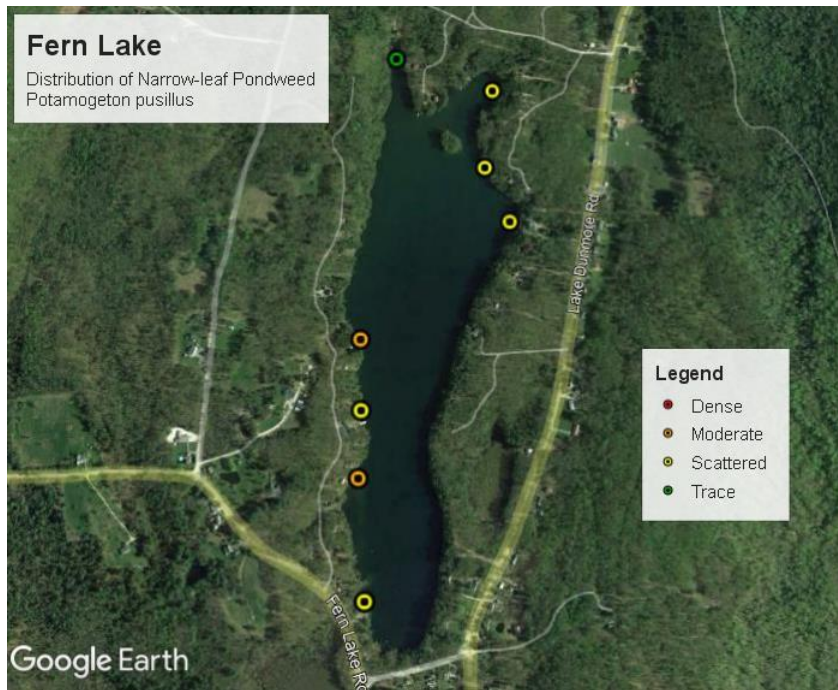 Fern Lake
Distribution of Narrow-leaf Pondweed
Potamogeton pusillus
Lake Dunmore Rd
Legend
Dense
Moderate
Scattered
Trace
Fern Lake Rd
Google Earth